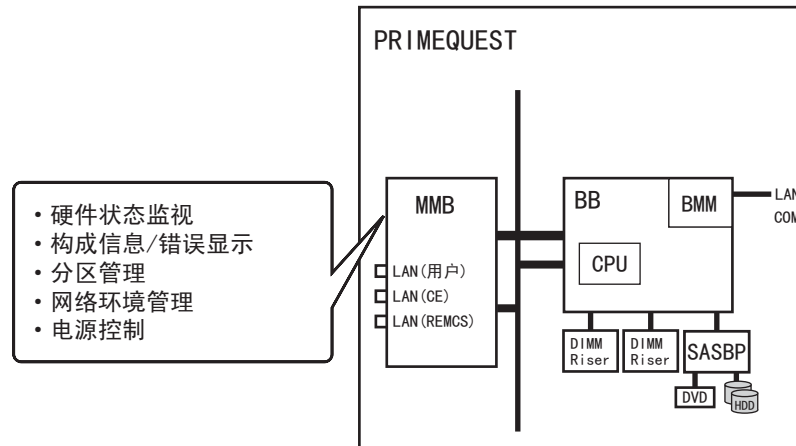 PRIMEQUEST
・硬件状态监视
・构成信息/错误显示
・分区管理
・网络环境管理
・电源控制
MMB
LAN(用户)
LAN(CE)
LAN(REMCS)
BB
BMM
CPU
LAN
COM
DIMM
Riser
DIMM
Riser
SASBP
DVD
HDD